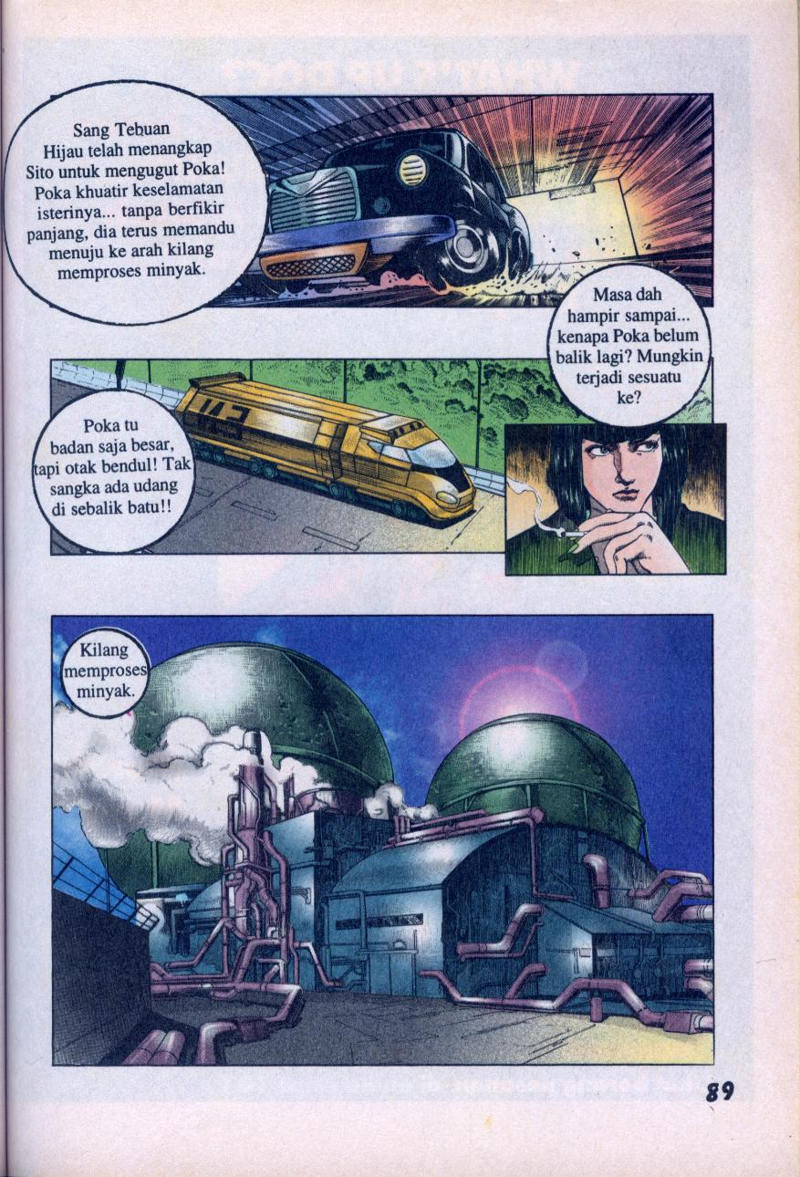 Sang Tebuan
Hijau telah menangkap
Sito untuk mengugut Poka!
Poka khuatir keselamatan
isterinya... tanpa berfikir
panjang, dia terus memandu
menuju ke arah kilang
memproses minyak.
Masa dah
hampir sampai...
kenapa Poka belum
balik lagi? Mungkin
terjadi sesuatu
ke?
Poka tu
badan saja besar,
tapi otak bendul! Tak
sangka ada udang
di sebalik batu!!
Kilang
memproses
minyak.
89